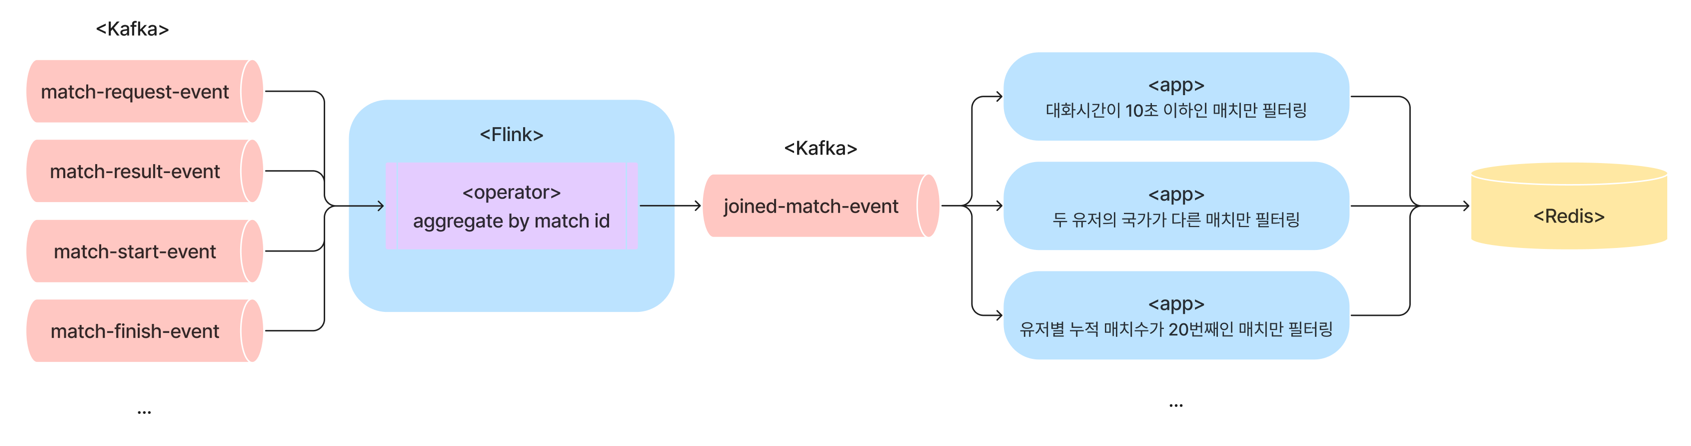 <Kafka>
match-request-event
match-result-event
match-start-event
match-finish-event
...
<Flink>
<operator>
aggregate by match id
<Kafka>
joined-match-event
<app>
대화시간이 10초 이하인 매치만 필터링
<app>
두 유저의 국가가 다른 매치만 필터링
<app>
유저별 누적 매치수가 20번째인 매치만 필터링
...
<Redis>